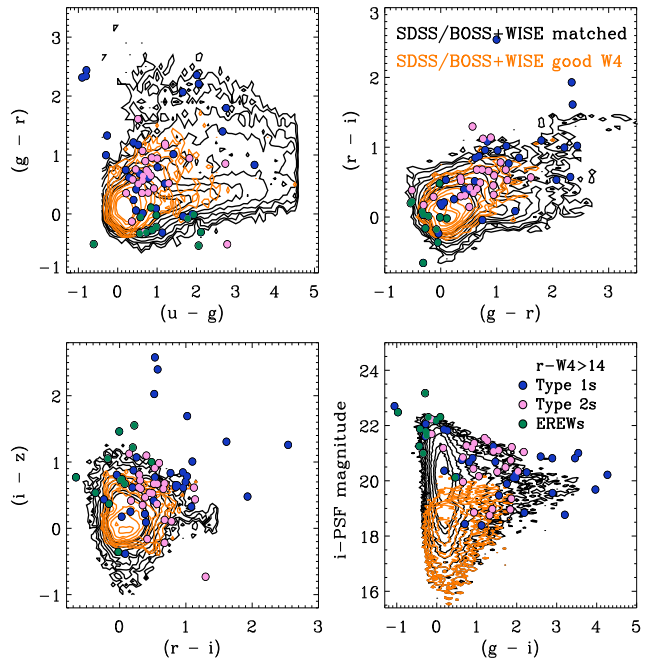 3
2
1
0
−1
(g − r)
−1 0 1 2 3 4 5
(u − g)
SDSS/BOSS+WISE matched
SDSS/BOSS+WISE good W4
3
2
1
0
(r − i)
0 1 2 3
(g − r)
2
1
0
−1
(i − z)
0 1 2 3
(r − i)
r−W4>14
Type 1s
Type 2s
EREWs
24
22
20
18
16
i−PSF magnitude
−1 0 1 2 3 4 5
(g − i)